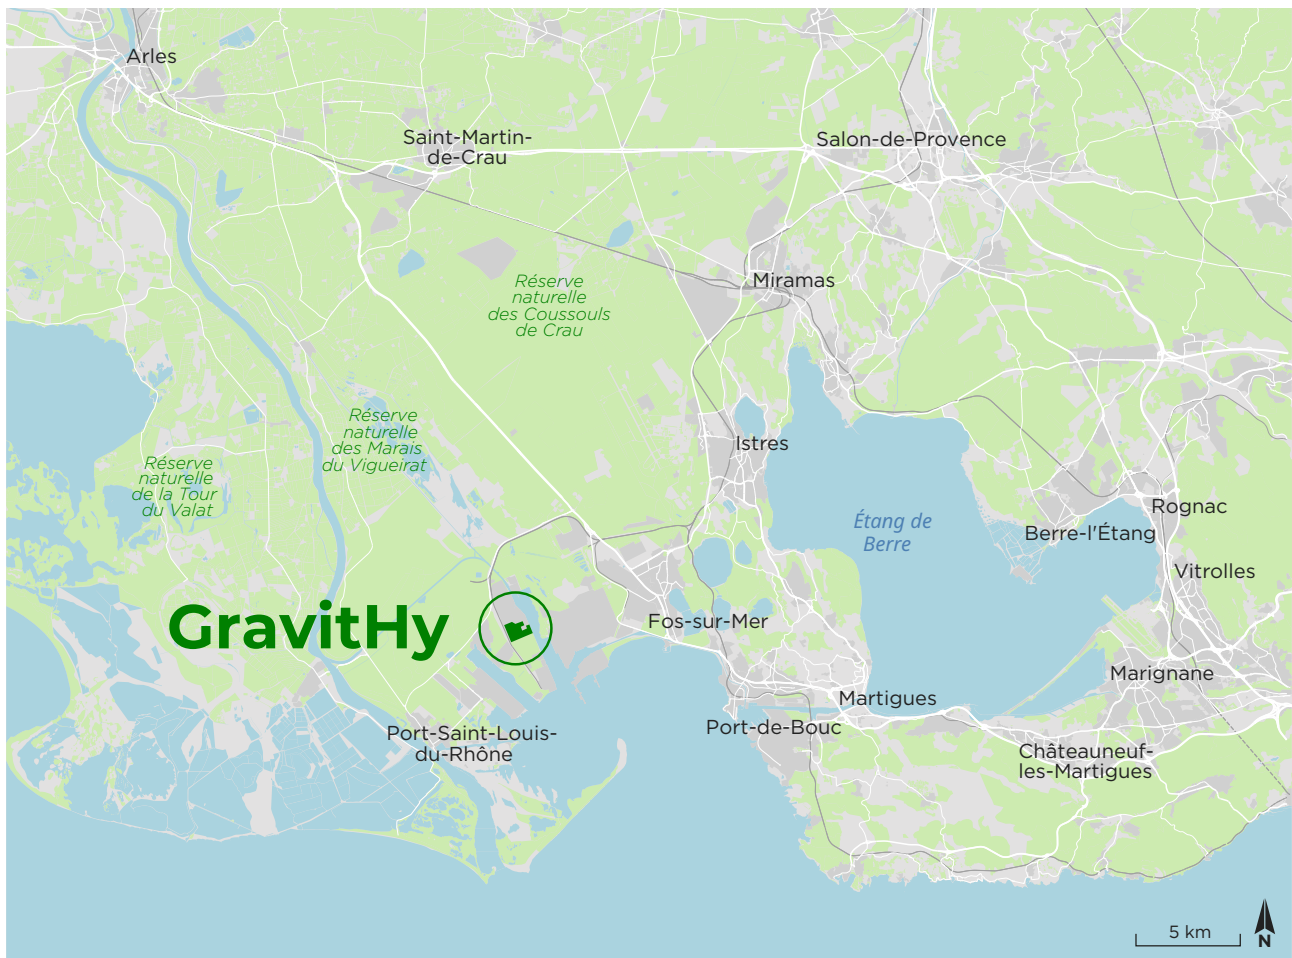 Arles
Saint-Martin-
de-Crau
Salon-de-Provence
Réserve
naturelle
des Coussouls
de Crau
Miramas
Réserve
naturelle
des Marais
du Vigueirat
Istres
Réserve
naturelle
de la Tour
du Valat
Étang de
Berre
Rognac
Berre-l'Étang
Vitrolles
GravitHy
Fos-sur-Mer
Marignane
Martigues
Port-de-Bouc
Port-Saint-Louis-
du-Rhône
Châteauneuf-
les-Martigues
5 km
N